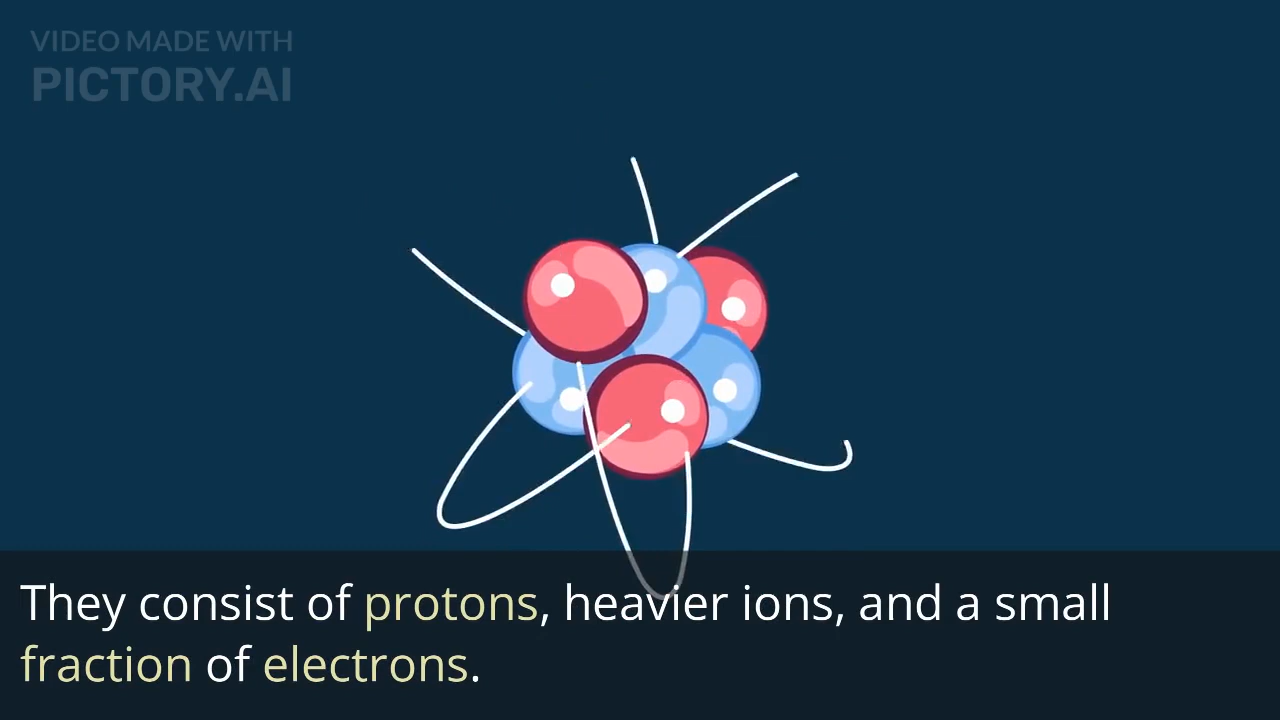 VIDEO MADE WITH
PICTORY.AI
They consist of protons, heavier ions, and a small
fraction of electrons.